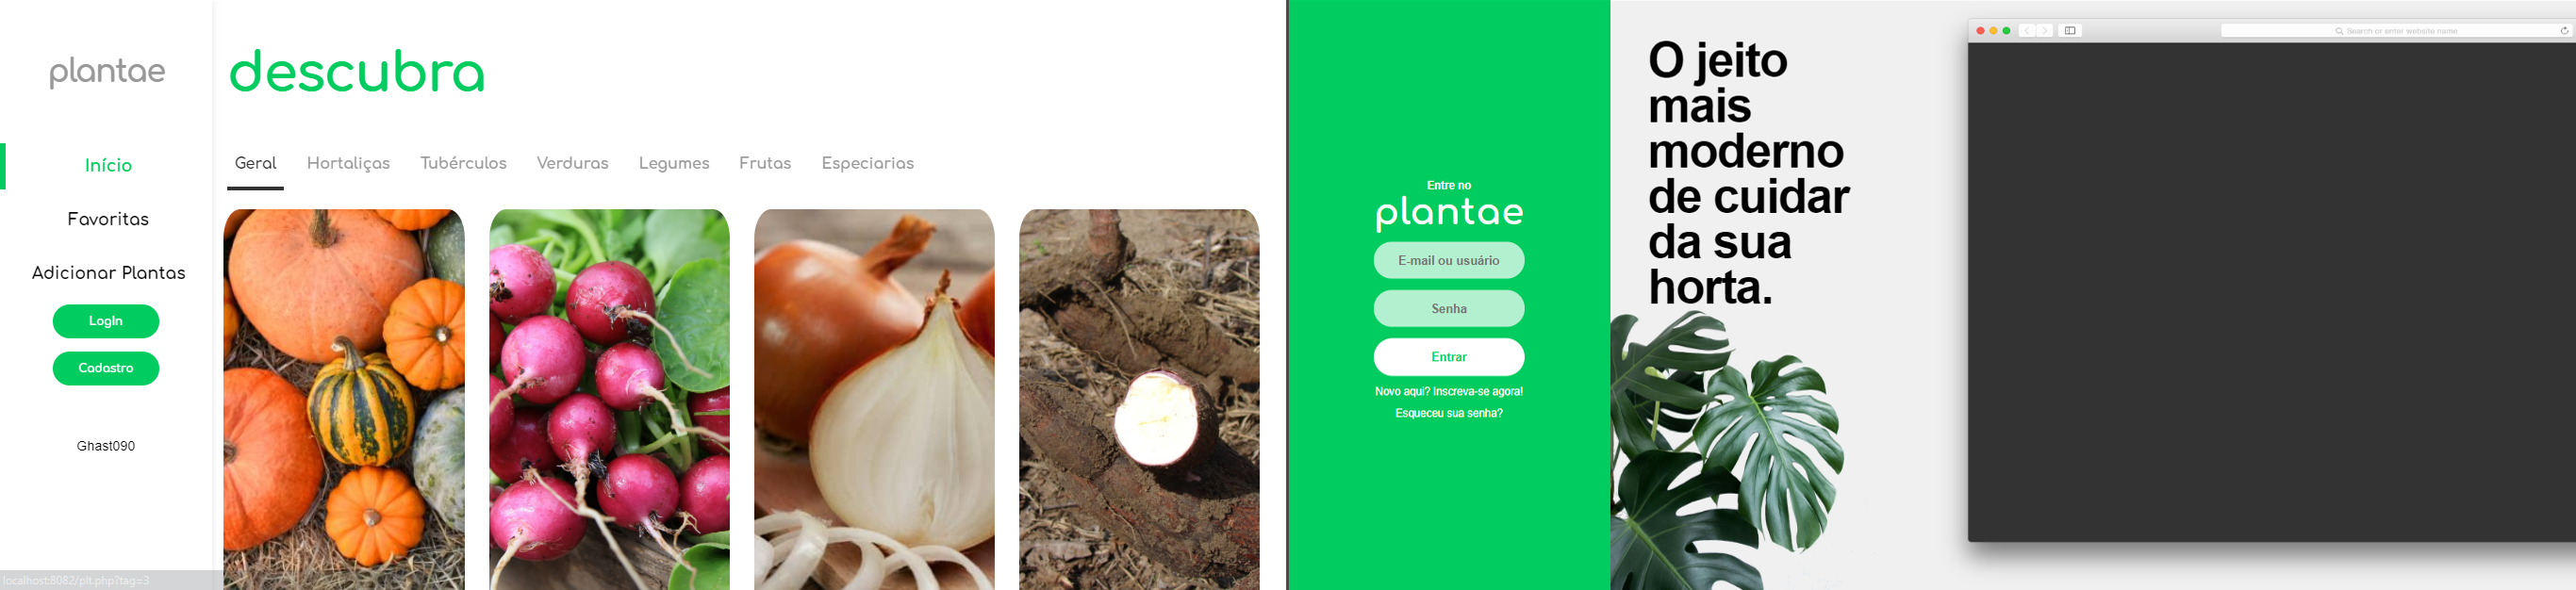 plantae
descubra
Início
Favoritas
Adicionar Plantas
LogIn
Cadastro
Ghast090
Geral Hortaliças Tubérculos Verduras Legumes Frutas Especiarias
localhost:8082/plt.php?tag=3
Entre no
plantae
E-mail ou usuário
Senha
Entrar
Novo aqui? Inscreva-se agora!
Esqueceu sua senha?
O jeito
mais
moderno
de cuidar
da sua
horta.
Search or enter website name